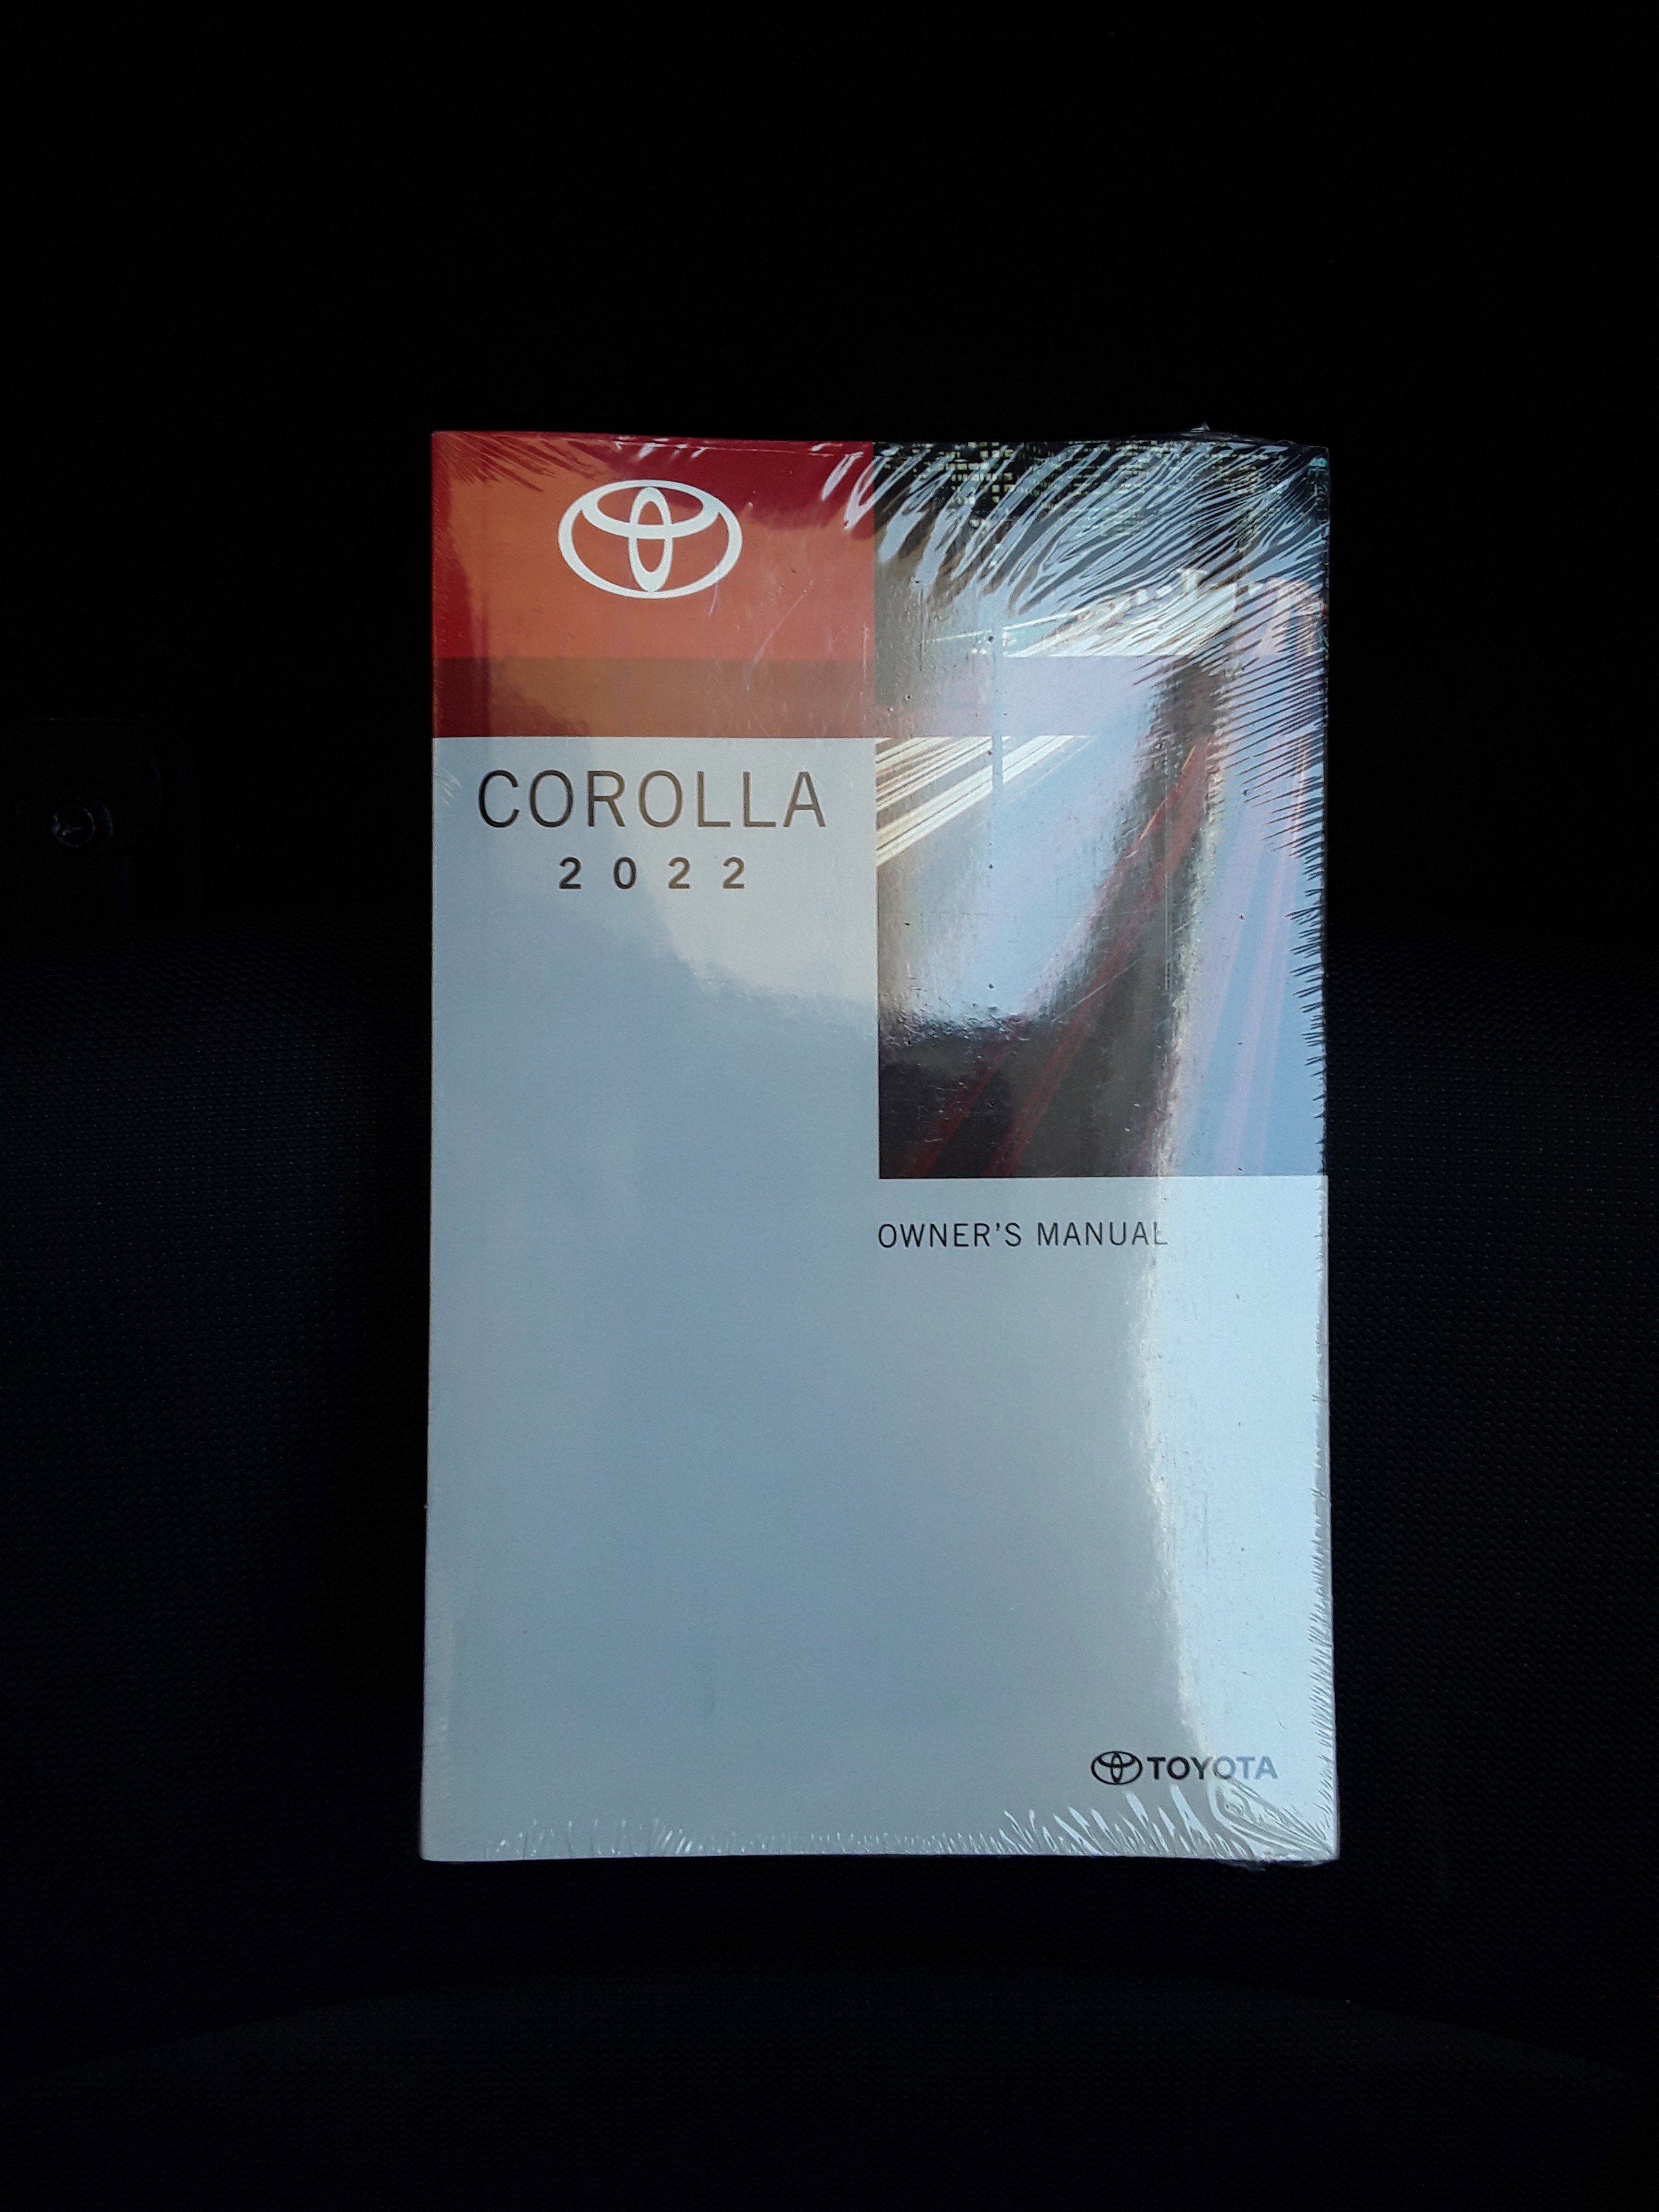 COROLLA
2022
OWNER'S MANUAL
TOYOTA